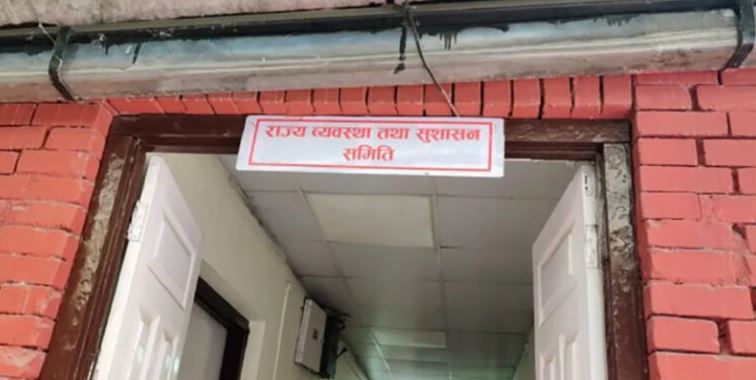 राज्य व्यवस्था तथा सुशासन
समिति